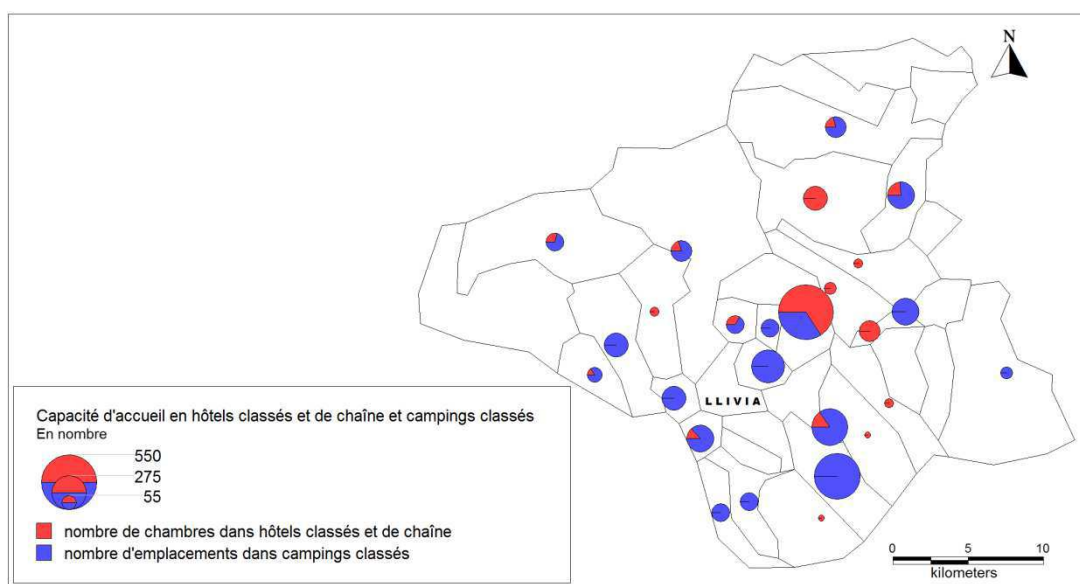 N
LLIVIA
Capacité d'accueil en hôtels classés et de chaîne et campings classés
En nombre
550
275
55
nombre de chambres dans hôtels classés et de chaîne
nombre d'emplacements dans campings classés
0 5 10
kilometers